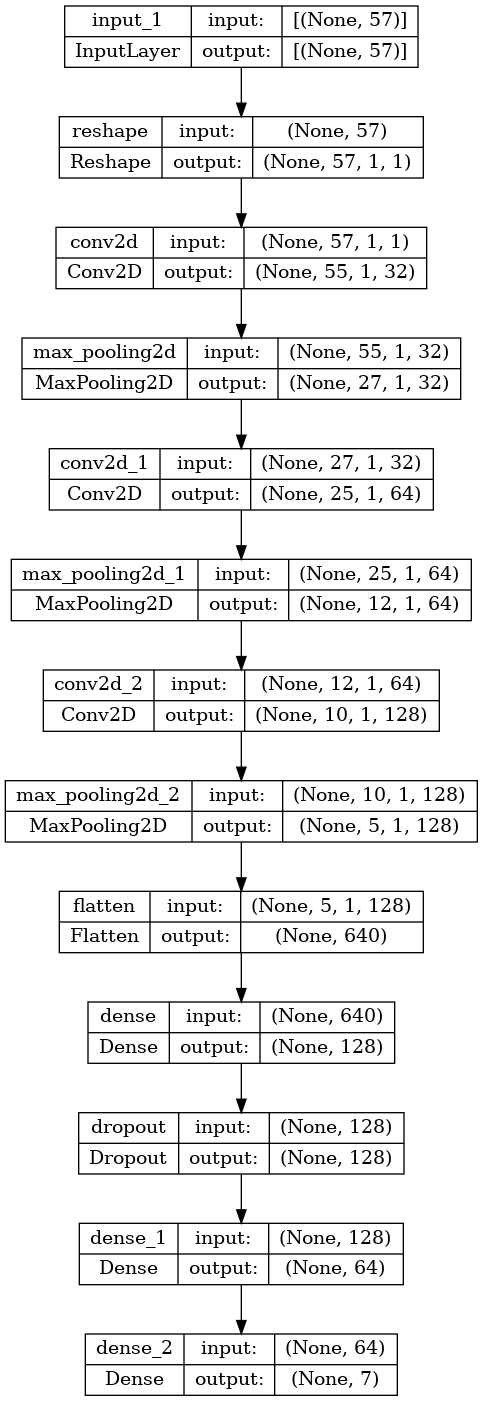 input_1 input: [(None, 57)]
InputLayer output: [(None, 57)]
reshape input: (None, 57)
Reshape output: (None, 57, 1, 1)
conv2d input: (None, 57, 1, 1)
Conv2D output: (None, 55, 1, 32)
max_pooling2d input: (None, 55, 1, 32)
MaxPooling2D output: (None, 27, 1, 32)
conv2d_1 input: (None, 27, 1, 32)
Conv2D output: (None, 25, 1, 64)
max_pooling2d_1 input: (None, 25, 1, 64)
MaxPooling2D output: (None, 12, 1, 64)
conv2d_2 input: (None, 12, 1, 64)
Conv2D output: (None, 10, 1, 128)
max_pooling2d_2 input: (None, 10, 1, 128)
MaxPooling2D output: (None, 5, 1, 128)
flatten input: (None, 5, 1, 128)
Flatten output: (None, 640)
dense input: (None, 640)
Dense output: (None, 128)
dropout input: (None, 128)
Dropout output: (None, 128)
dense_1 input: (None, 128)
Dense output: (None, 64)
dense_2 input: (None, 64)
Dense output: (None, 7)